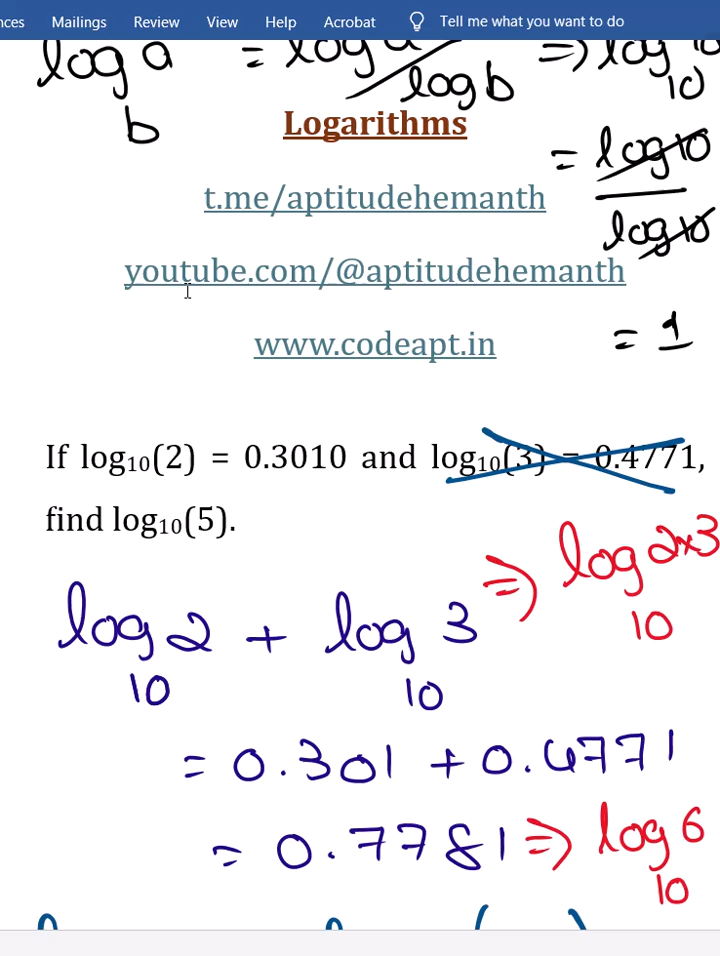 nces Mailings Review View Help Acrobat Tell me what you want to do
log a = log a => log 10
b log b 10
Logarithms
= log 10
t.me/aptitudehemanth
log 10
youtube.com/@aptitudehemanth
= 1
www.codeapt.in
If log₁₀(2) = 0.3010 and log₁₀(3) = 0.4771,
find log₁₀(5).
=> log 2x3
10
log 2 + log 3
10 10
= 0.301 + 0.4771
= 0.7781 => log 6
10